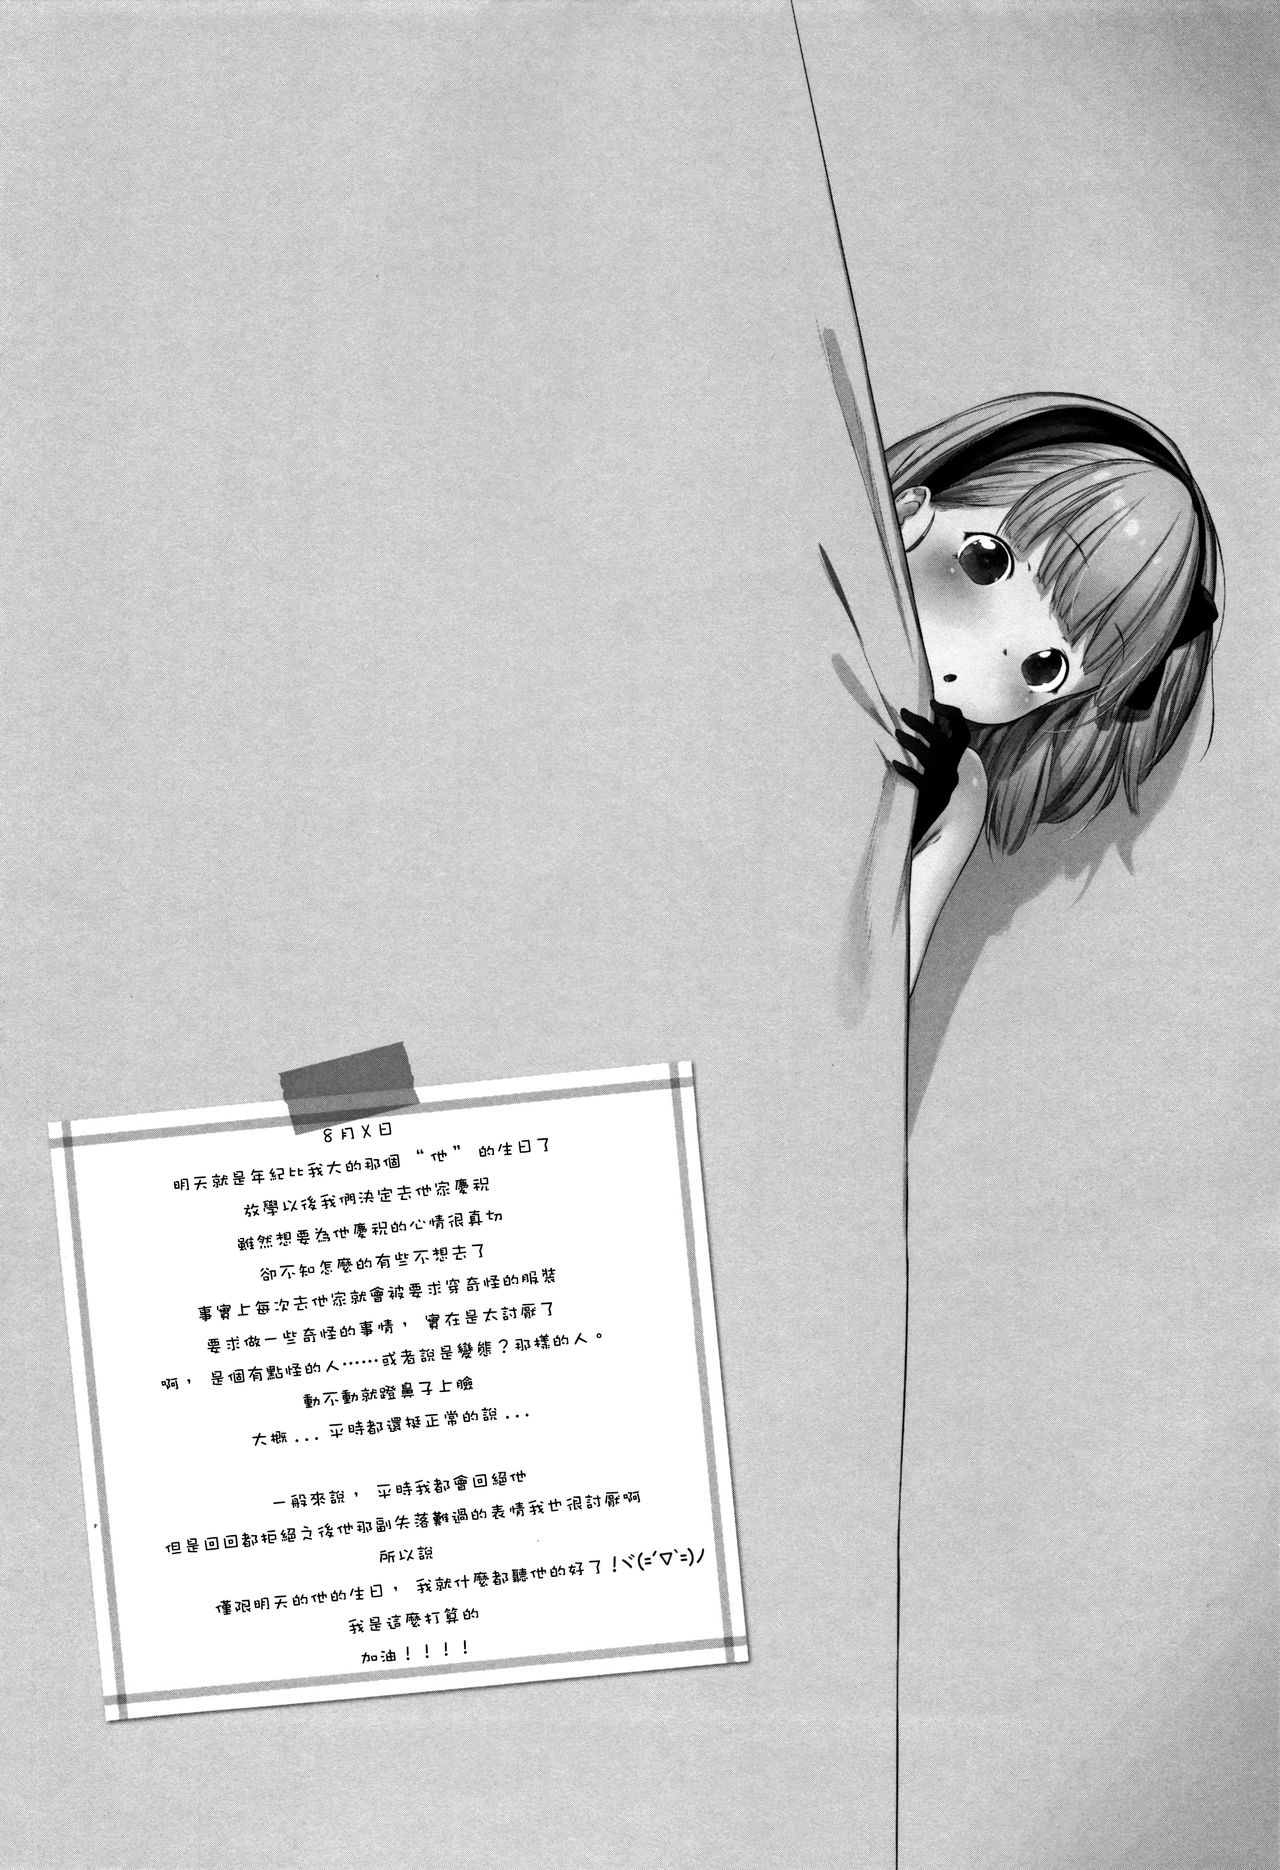 8月X日
明天就是年紀比我大的那個“他”的生日了
放學以後我們決定去他家慶祝
雖然想要為他慶祝的心情很真切
卻不知怎麼的有些不想去了
事實上每次去他家就會被要求穿奇怪的服裝
要求做一些奇怪的事情，實在是太討厭了
啊，是個有點怪的人……或者說是變態？那樣的人。
動不動就蹬鼻子上臉
大概...平時都還挺正常的說...
一般來說，平時我都會回絕他
但是回回都拒絕之後他那副失落難過的表情我也很討厭啊
所以說
僅限明天的他的生日，我就什麼都聽他的好了!ヾ(=´▽`=)ﾉ
我是這麼打算的
加油！！！！